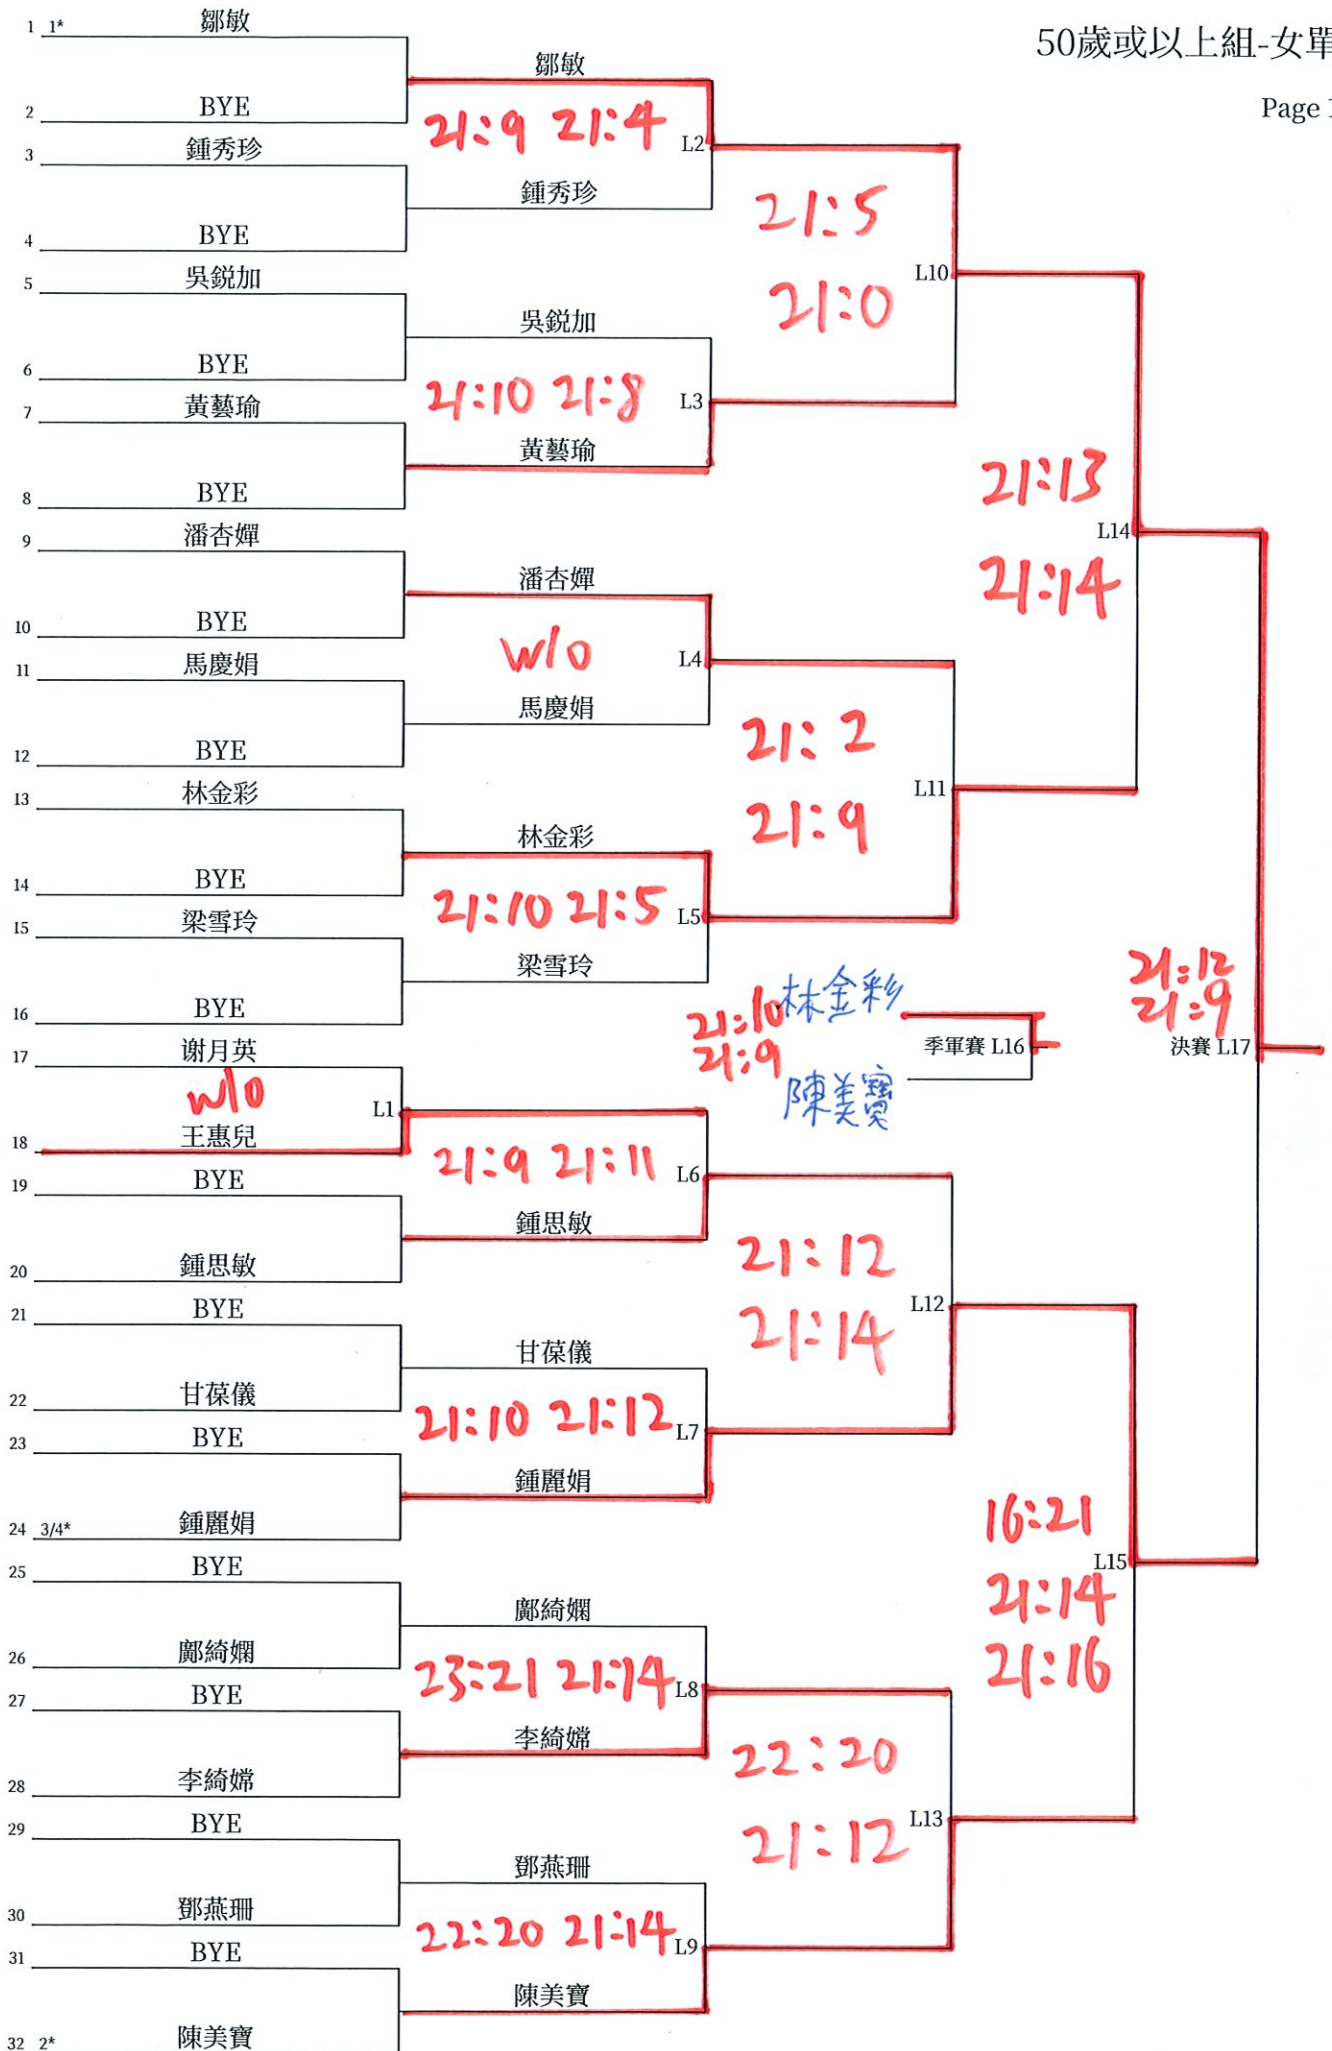 50歲或以上組-女單
Page 1
1 1* 鄒敏
鄒敏
2 BYE
21:9 21:4 L2
3 鍾秀珍
鍾秀珍
4 BYE
21:5
21:0
L10
5 吳銳加
吳銳加
6 BYE
21:10 21:8 L3
7 黃藝瑜
黃藝瑜
8 BYE
21:13
21:14
L14
9 潘杏嬋
潘杏嬋
10 BYE
w/o L4
11 馬慶娟
馬慶娟
12 BYE
21:2
21:9
L11
13 林金彩
林金彩
14 BYE
21:10 21:5 L5
15 梁雪玲
梁雪玲
16 BYE
21:10 林金彩
21:9
季軍賽 L16
陳美寶
21:12
21:9
決賽 L17
17 谢月英
w/o L1
18 王惠兒
21:9 21:11 L6
19 BYE
鍾思敏
20 鍾思敏
21:12
21:14
L12
21 BYE
甘葆儀
22 甘葆儀
21:10 21:12 L7
23 BYE
鍾麗娟
24 3/4* 鍾麗娟
16:21
21:14
21:16
L15
25 BYE
鄺綺嫻
26 鄺綺嫻
23:21 21:14 L8
27 BYE
李綺嫦
28 李綺嫦
22:20
21:12
L13
29 BYE
鄧燕珊
30 鄧燕珊
22:20 21:14 L9
31 BYE
陳美寶
32 2* 陳美寶